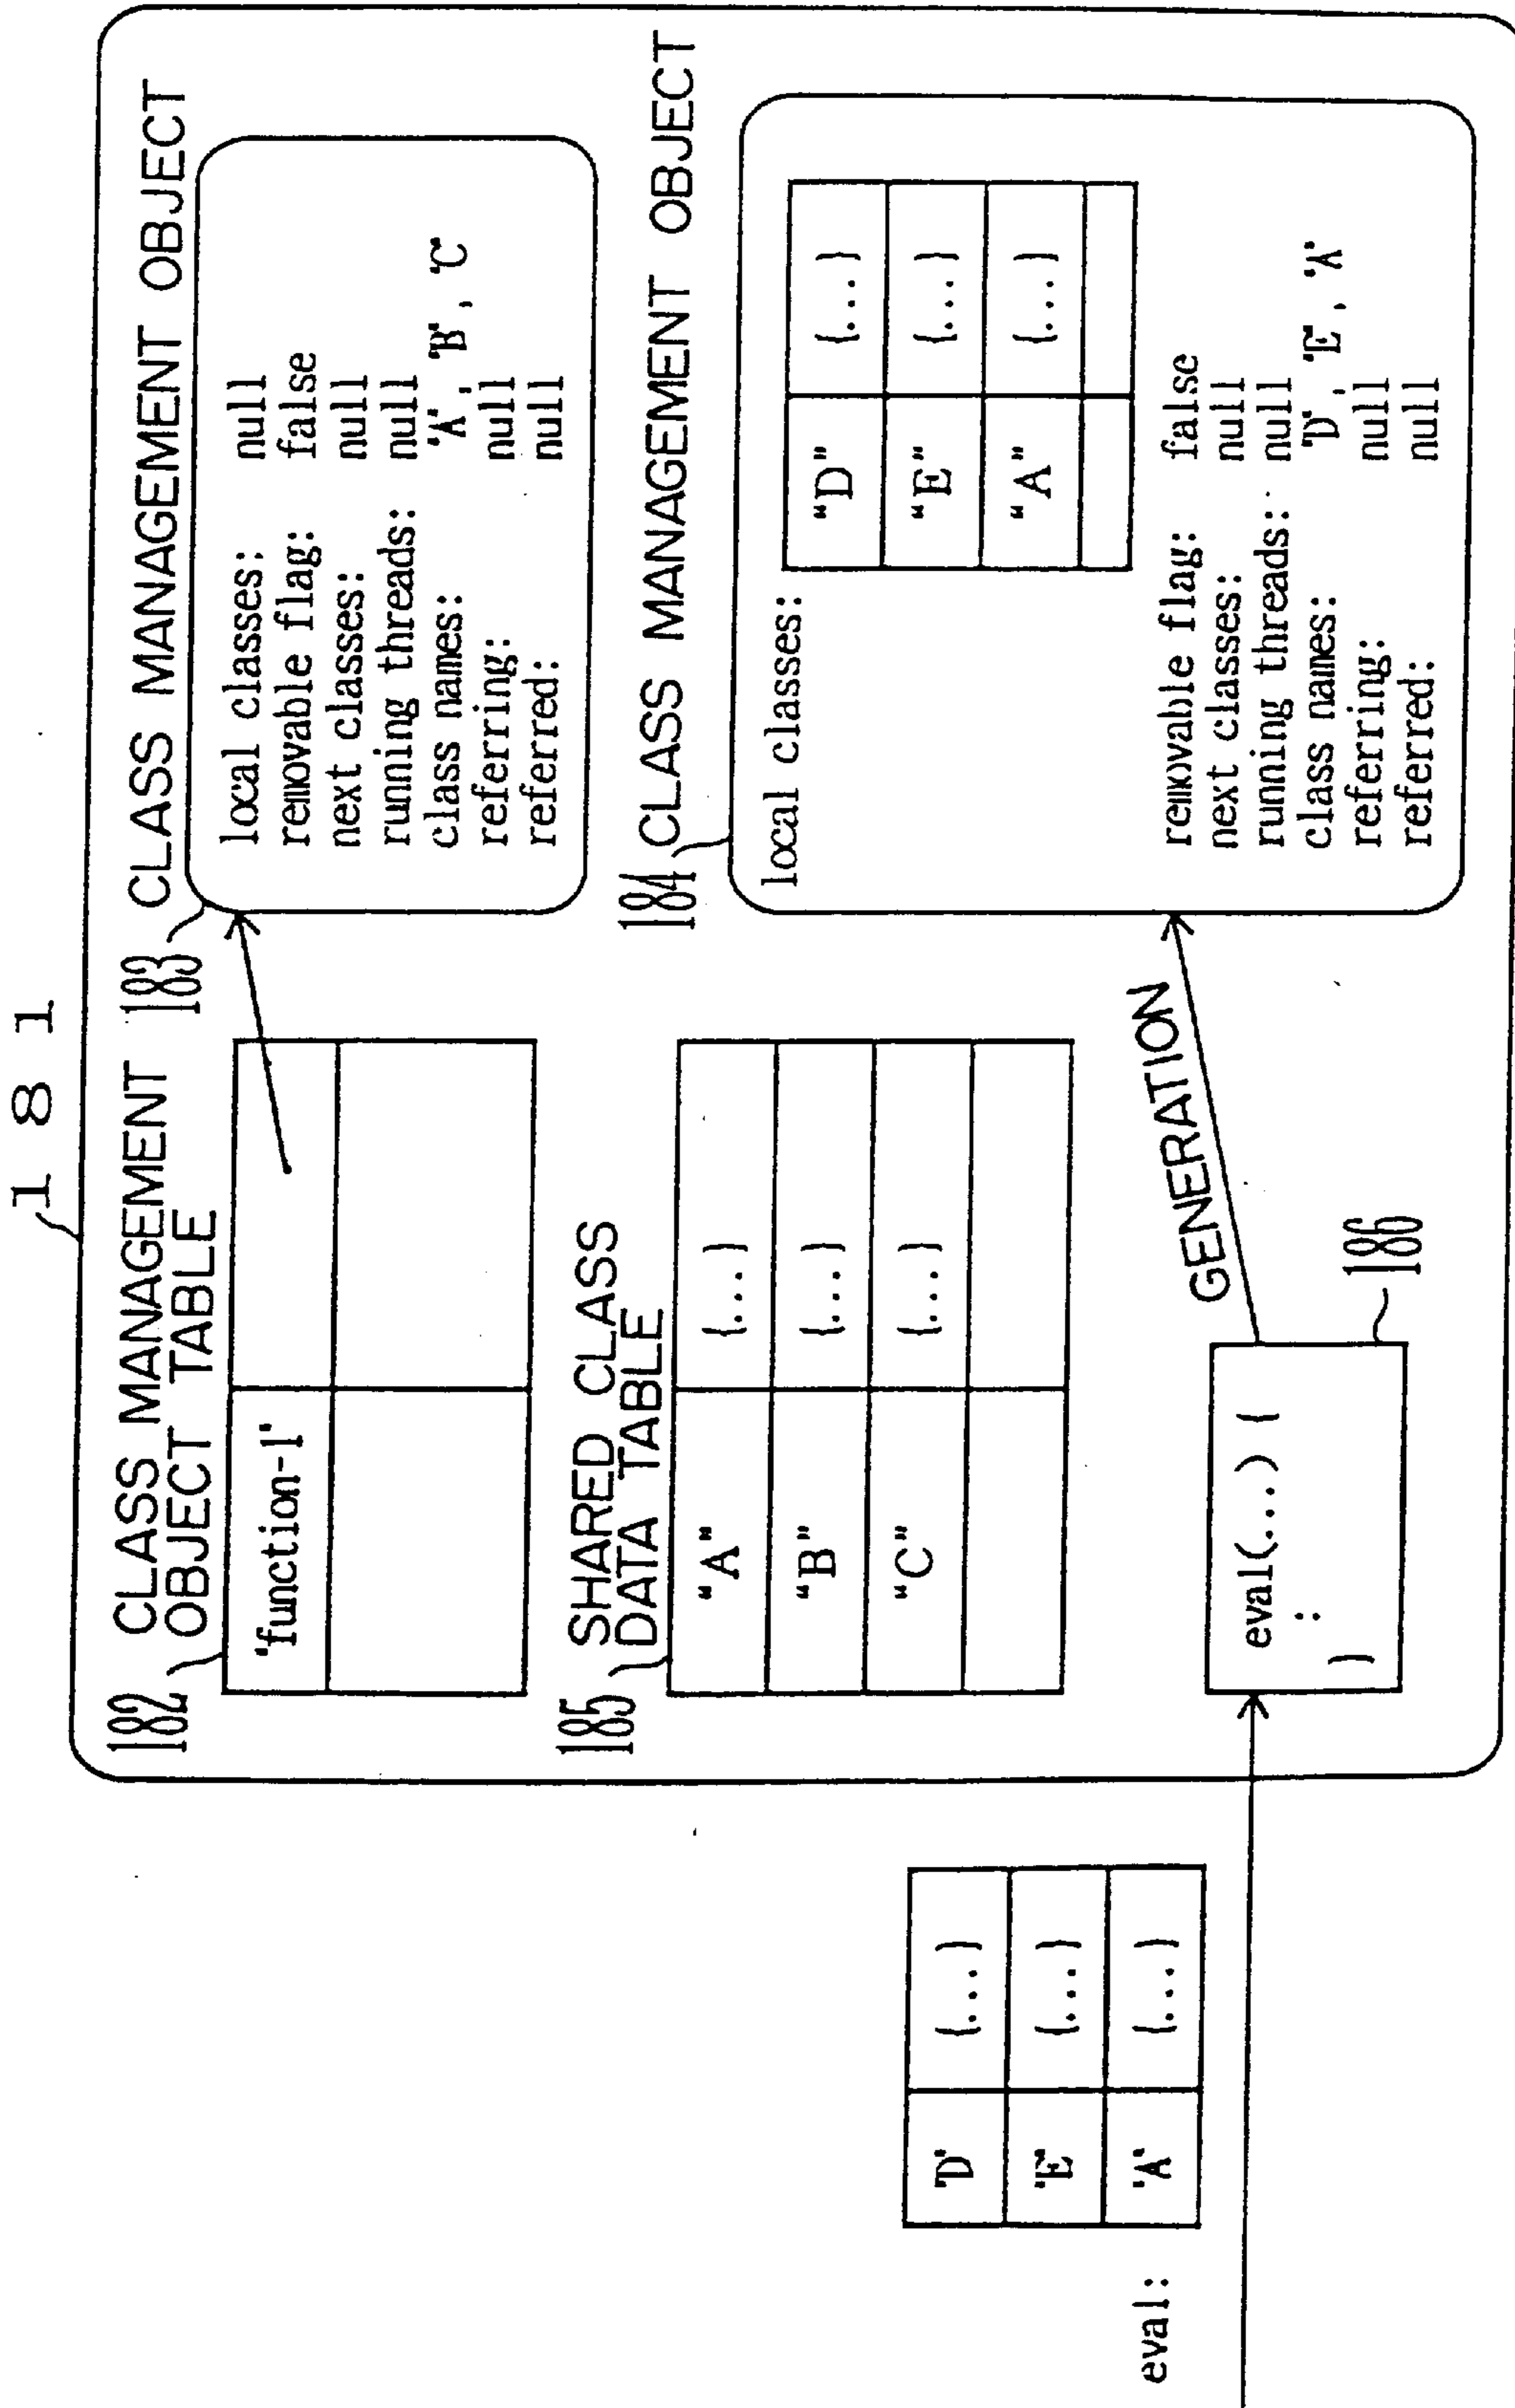 1 8 1
182
CLASS MANAGEMENT
OBJECT TABLE
'function-1'
183
CLASS MANAGEMENT OBJECT
local classes: null
removable flag: false
next classes: null
running threads: null
class names: 'A', 'B', 'C'
referring: null
referred: null
185
SHARED CLASS
DATA TABLE
"A" {...}
"B" {...}
"C" {...}
184
CLASS MANAGEMENT OBJECT
local classes:
"D" {...}
"E" {...}
"A" {...}
removable flag: false
next classes: null
running threads: null
class names: 'D', 'E', 'A'
referring: null
referred: null
GENERATION
eval(...) {
:
}
186
eval:
'D' {...}
'E' {...}
'A' {...}